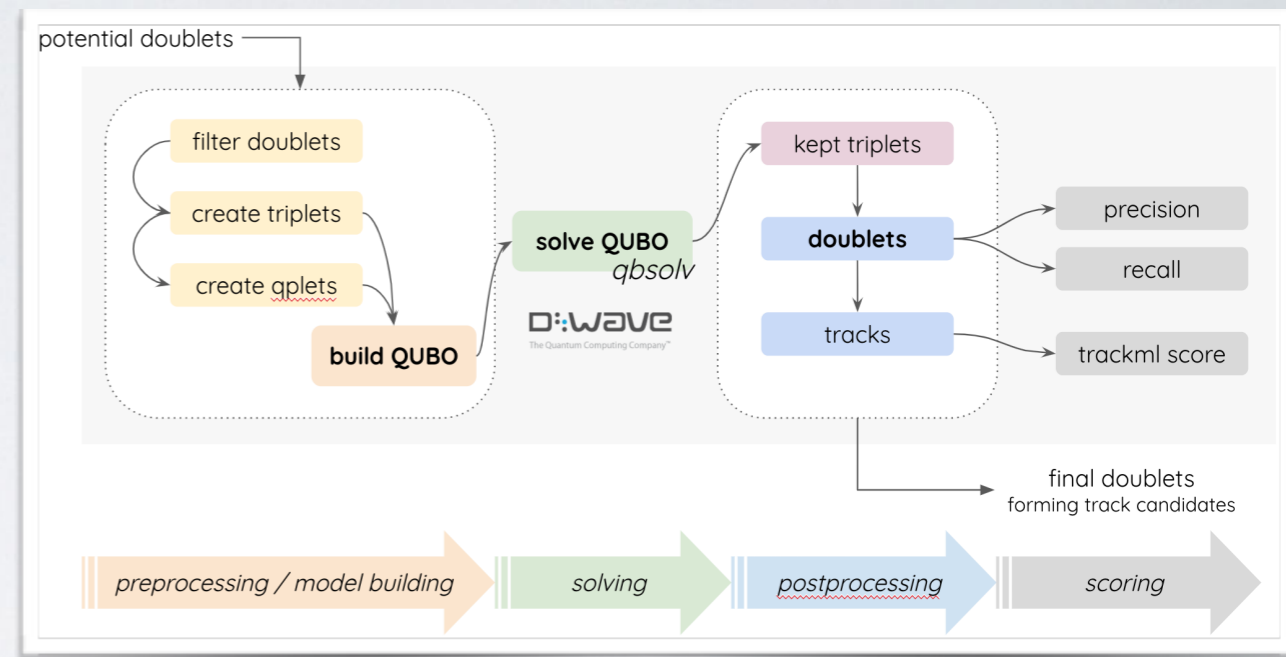 potential doublets
filter doublets
create triplets
create qplets
build QUBO
solve QUBO
qbsolv
D:wave
The Quantum Computing Company™
kept triplets
doublets
tracks
precision
recall
trackml score
final doublets
forming track candidates
preprocessing / model building
solving
postprocessing
scoring